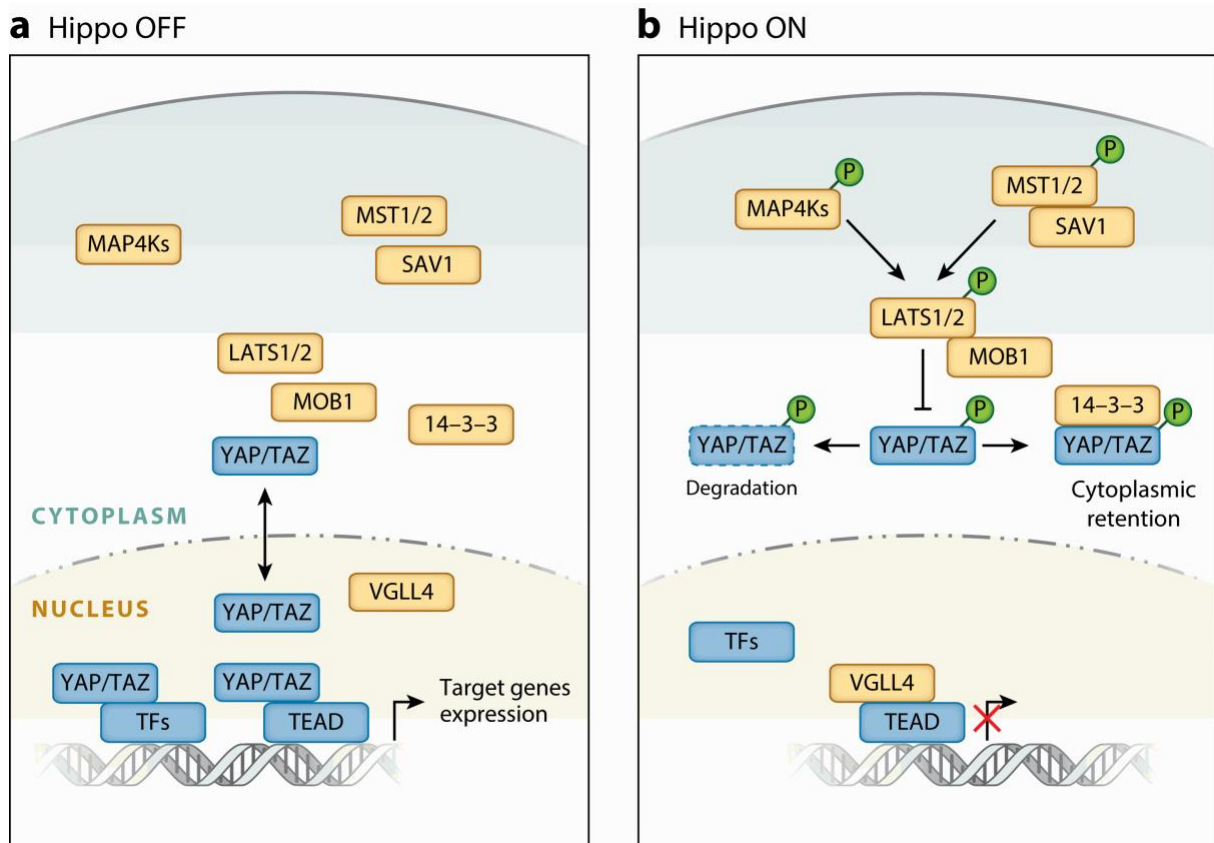 a Hippo OFF
MAP4Ks
MST1/2
SAV1
LATS1/2
MOB1
14–3–3
YAP/TAZ
CYTOPLASM
NUCLEUS
YAP/TAZ
VGLL4
YAP/TAZ
TFs
YAP/TAZ
TEAD
Target genes
expression
b Hippo ON
P
MAP4Ks
P
MST1/2
SAV1
P
LATS1/2
MOB1
P
YAP/TAZ
Degradation
P
YAP/TAZ
14–3–3
P
YAP/TAZ
Cytoplasmic
retention
TFs
VGLL4
TEAD